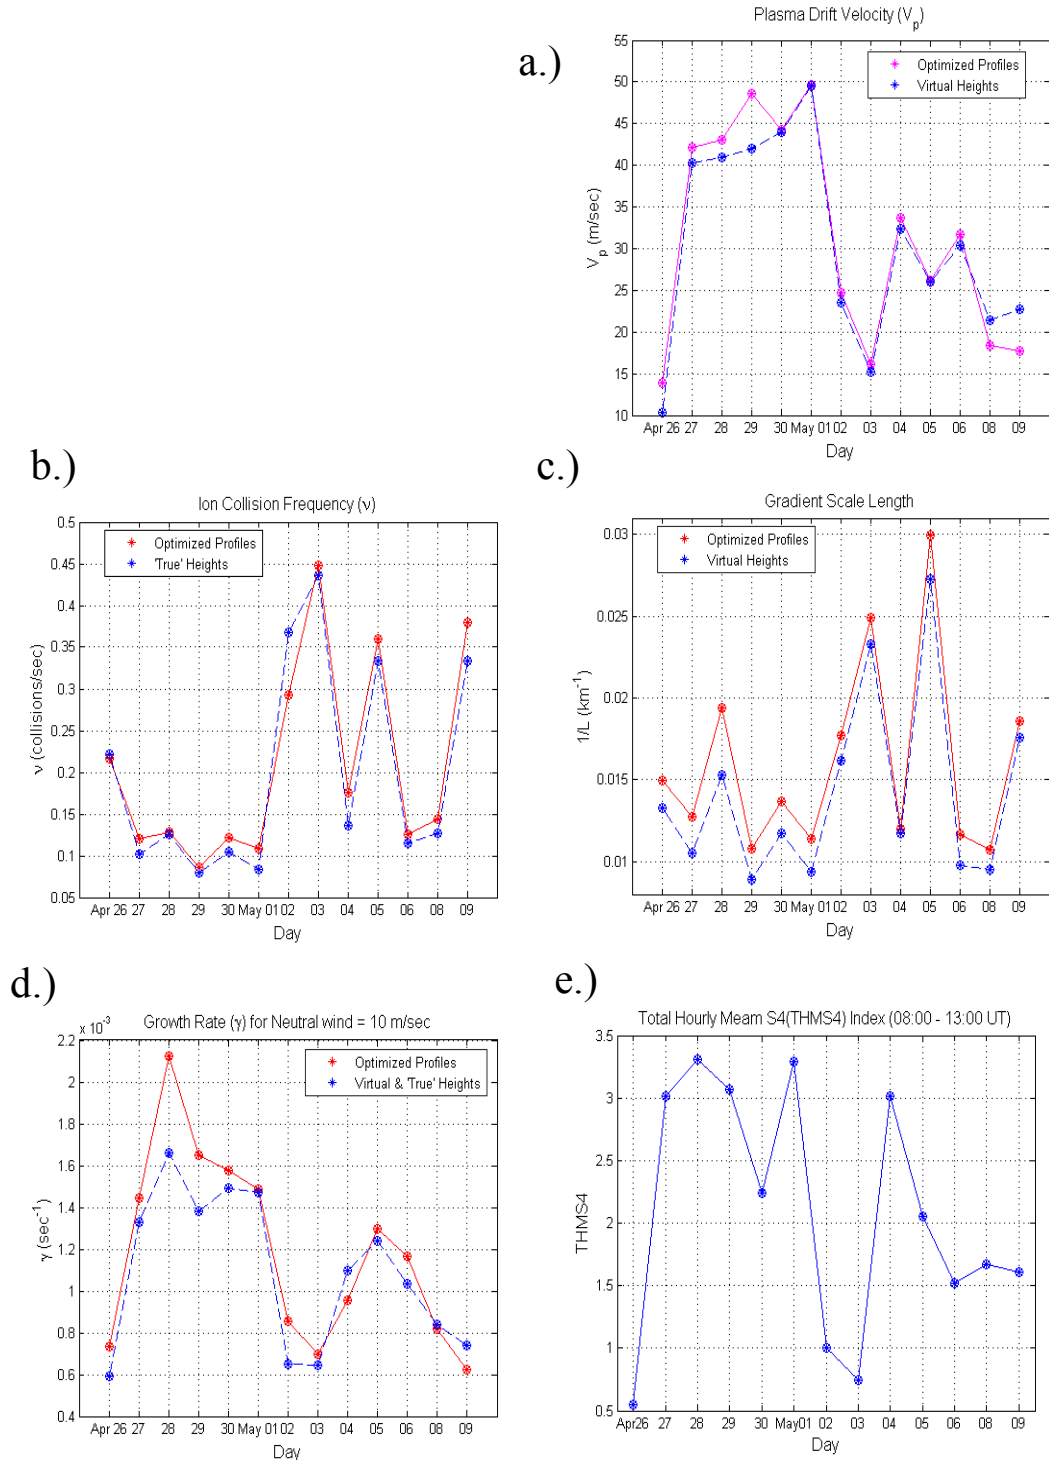 a.)
Plasma Drift Velocity (Vp)
Optimized Profiles
Virtual Heights
55
50
45
40
35
30
25
20
15
10
Vp (m/sec)
Apr 26 27 28 29 30 May 01 02 03 04 05 06 08 09
Day
b.)
Ion Collision Frequency (ν)
Optimized Profiles
'True' Heights
0.5
0.45
0.4
0.35
0.3
0.25
0.2
0.15
0.1
0.05
ν (collisions/sec)
Apr 26 27 28 29 30 May 01 02 03 04 05 06 08 09
Day
c.)
Gradient Scale Length
Optimized Profiles
Virtual Heights
0.03
0.025
0.02
0.015
0.01
1/L (km⁻¹)
Apr 26 27 28 29 30 May 01 02 03 04 05 06 08 09
Day
d.)
x 10⁻³
Growth Rate (γ) for Neutral wind = 10 m/sec
Optimized Profiles
Virtual & 'True' Heights
2.2
2
1.8
1.6
1.4
1.2
1
0.8
0.6
0.4
γ (sec⁻¹)
Apr 26 27 28 29 30 May 01 02 03 04 05 06 08 09
Day
e.)
Total Hourly Meam S4(THMS4) Index (08:00 - 13:00 UT)
3.5
3
2.5
2
1.5
1
0.5
THMS4
Apr26 27 28 29 30 May01 02 03 04 05 06 08 09
Day